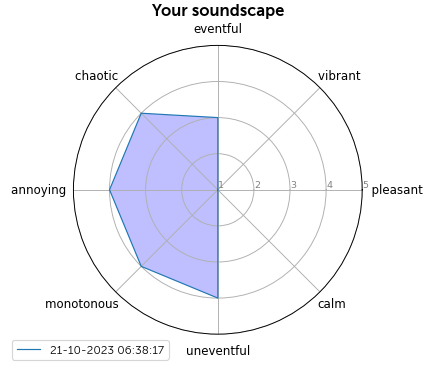 Your soundscape
eventful
chaotic
vibrant
annoying
1
2
3
4
5
pleasant
monotonous
calm
uneventful
21-10-2023 06:38:17